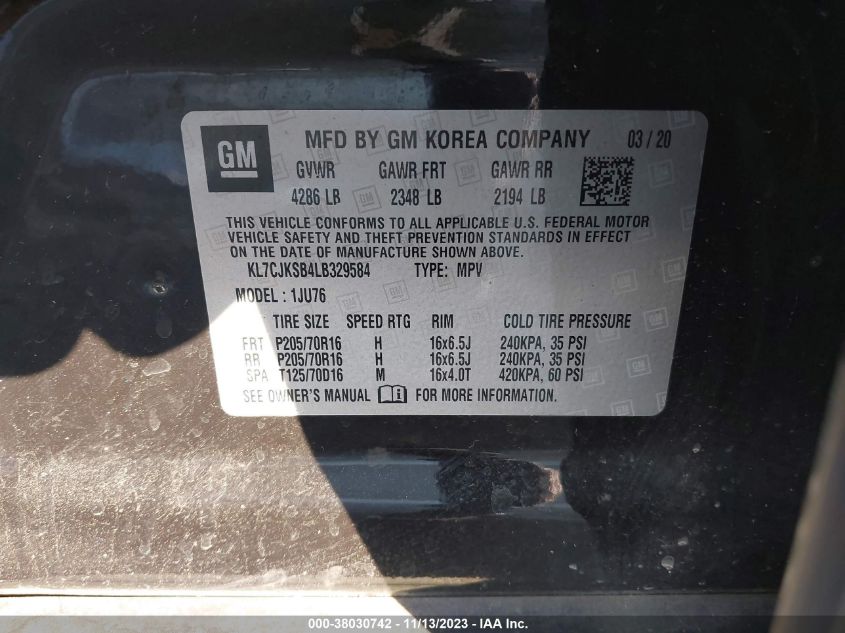 GM MFD BY GM KOREA COMPANY 03/20
GVWR GAWR FRT GAWR RR
4286 LB 2348 LB 2194 LB
THIS VEHICLE CONFORMS TO ALL APPLICABLE U.S. FEDERAL MOTOR
VEHICLE SAFETY AND THEFT PREVENTION STANDARDS IN EFFECT
ON THE DATE OF MANUFACTURE SHOWN ABOVE.
KL7CJKSB4LB329584 TYPE: MPV
MODEL : 1JU76
TIRE SIZE SPEED RTG RIM COLD TIRE PRESSURE
FRT P205/70R16 H 16x6.5J 240KPA, 35 PSI
RR P205/70R16 H 16x6.5J 240KPA, 35 PSI
SPA T125/70D16 M 16x4.0T 420KPA, 60 PSI
SEE OWNER'S MANUAL FOR MORE INFORMATION.
000-38030742 - 11/13/2023 - IAA Inc.